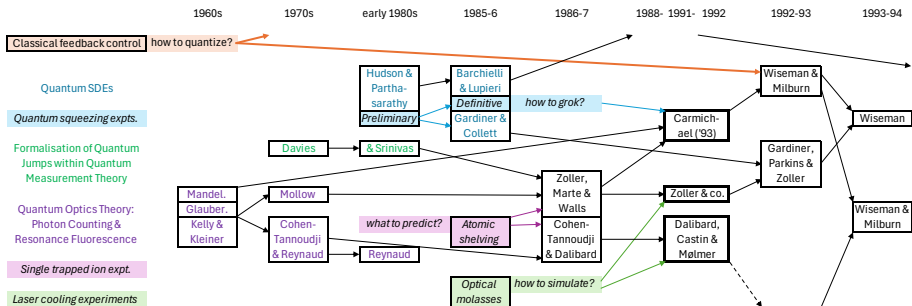 1960s
1970s
early 1980s
1985-6
1986-7
1988-
1991-
1992
1992-93
1993-94
Classical feedback control
how to quantize?
Quantum SDEs
Hudson &
Partha-
sarathy
Preliminary
Barchielli
& Lupieri
Definitive
Gardiner &
Collett
how to grok?
Wiseman &
Milburn
Quantum squeezing expts.
Carmich-
ael ('93)
Wiseman
Formalisation of Quantum
Jumps within Quantum
Measurement Theory
Davies
& Srinivas
Gardiner,
Parkins &
Zoller
Quantum Optics Theory:
Photon Counting &
Resonance Fluorescence
Mandel.
Glauber.
Kelly &
Kleiner
Mollow
Cohen-
Tannoudji
& Reynaud
Reynaud
what to predict?
Atomic
shelving
Zoller,
Marte &
Walls
Cohen-
Tannoudji
& Dalibard
Zoller & co.
Dalibard,
Castin &
Mølmer
Wiseman &
Milburn
Single trapped ion expt.
Laser cooling experiments
Optical
molasses
how to simulate?